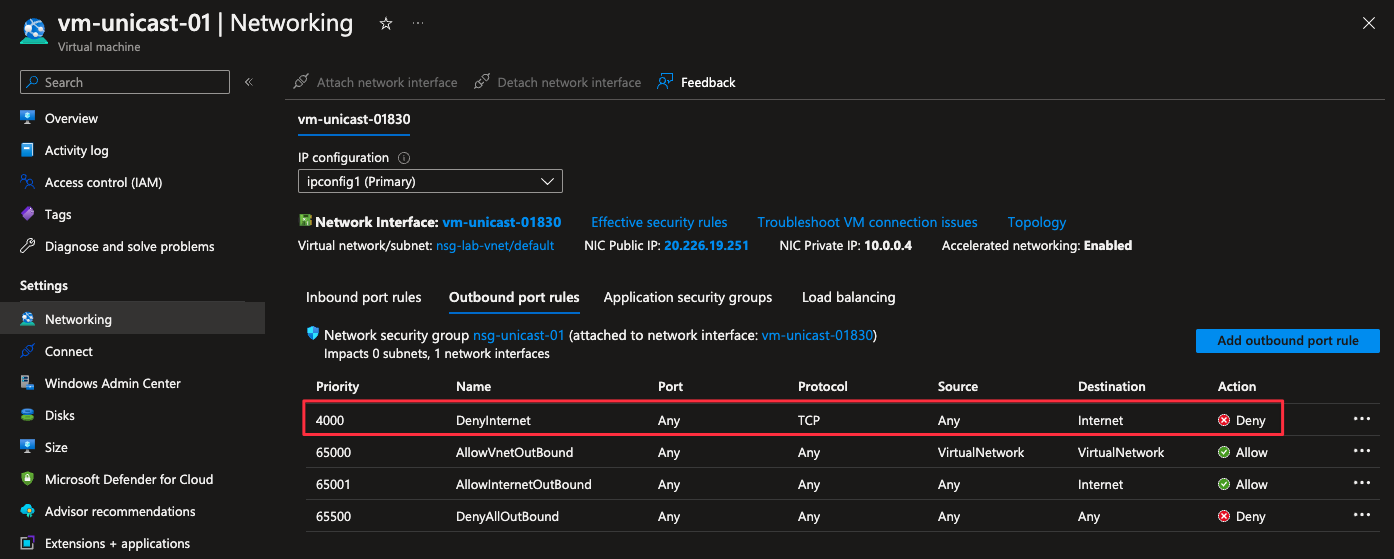 vm-unicast-01 | Networking
Virtual machine
Search
Attach network interface Detach network interface Feedback
Overview
Activity log
Access control (IAM)
Tags
Diagnose and solve problems
Settings
Networking
Connect
Windows Admin Center
Disks
Size
Microsoft Defender for Cloud
Advisor recommendations
Extensions + applications
vm-unicast-01830
IP configuration
ipconfig1 (Primary)
Network Interface: vm-unicast-01830 Effective security rules Troubleshoot VM connection issues Topology
Virtual network/subnet: nsg-lab-vnet/default NIC Public IP: 20.226.19.251 NIC Private IP: 10.0.0.4 Accelerated networking: Enabled
Inbound port rules Outbound port rules Application security groups Load balancing
Network security group nsg-unicast-01 (attached to network interface: vm-unicast-01830)
Impacts 0 subnets, 1 network interfaces
Add outbound port rule
Priority Name Port Protocol Source Destination Action
4000 DenyInternet Any TCP Any Internet Deny
65000 AllowVnetOutBound Any Any VirtualNetwork VirtualNetwork Allow
65001 AllowInternetOutBound Any Any Any Internet Allow
65500 DenyAllOutBound Any Any Any Any Deny